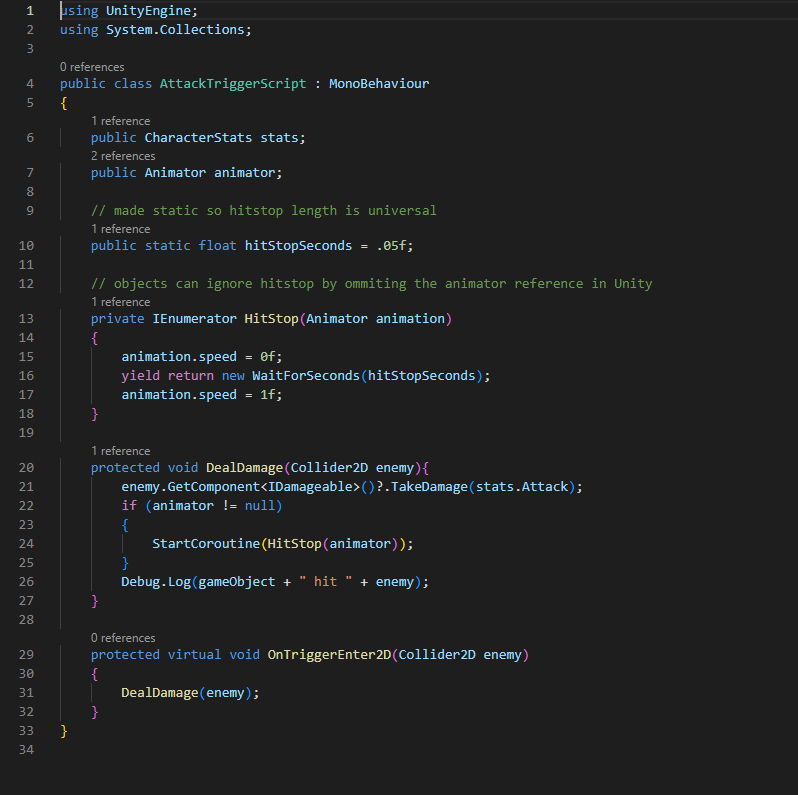 1 using UnityEngine;
2 using System.Collections;
3
0 references
4 public class AttackTriggerScript : MonoBehaviour
5 {
1 reference
6 public CharacterStats stats;
2 references
7 public Animator animator;
8
9 // made static so hitstop length is universal
1 reference
10 public static float hitStopSeconds = .05f;
11
12 // objects can ignore hitstop by ommiting the animator reference in Unity
1 reference
13 private IEnumerator HitStop(Animator animation)
14 {
15 animation.speed = 0f;
16 yield return new WaitForSeconds(hitStopSeconds);
17 animation.speed = 1f;
18 }
19
1 reference
20 protected void DealDamage(Collider2D enemy){
21 enemy.GetComponent<IDamageable>()?.TakeDamage(stats.Attack);
22 if (animator != null)
23 {
24 StartCoroutine(HitStop(animator));
25 }
26 Debug.Log(gameObject + " hit " + enemy);
27 }
28
0 references
29 protected virtual void OnTriggerEnter2D(Collider2D enemy)
30 {
31 DealDamage(enemy);
32 }
33 }
34